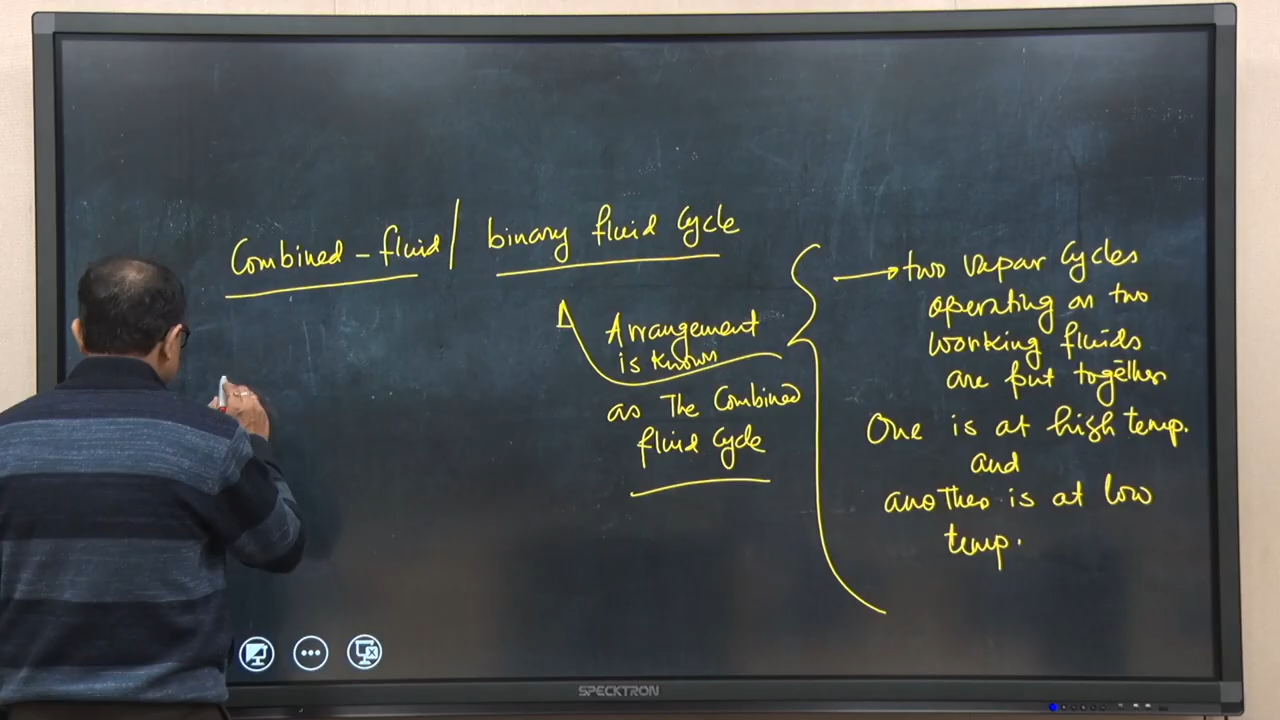 Combined - fluid / binary fluid Cycle
Arrangement
is known
as The Combined
fluid Cycle
two vapar Cycles
operating on two
working fluids
are put together
One is at high temp.
and
another is at low
temp.
SPECKTRON